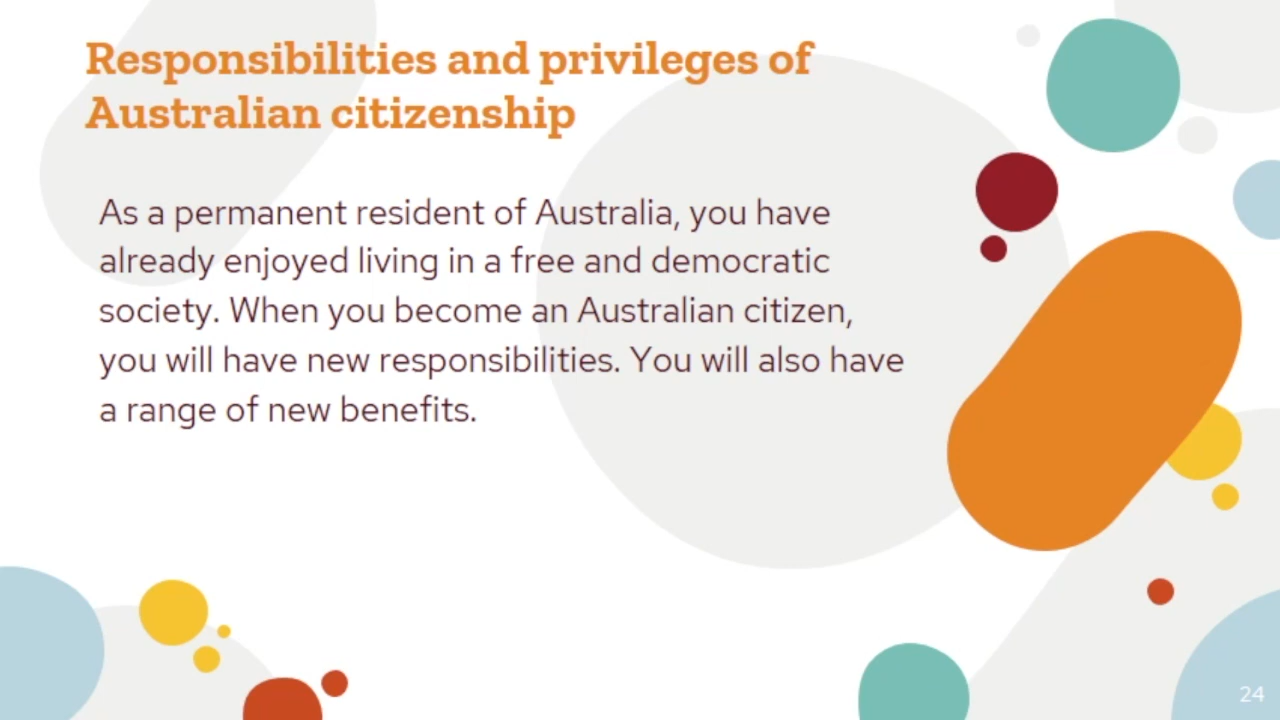 Responsibilities and privileges of
Australian citizenship
As a permanent resident of Australia, you have
already enjoyed living in a free and democratic
society. When you become an Australian citizen,
you will have new responsibilities. You will also have
a range of new benefits.
24